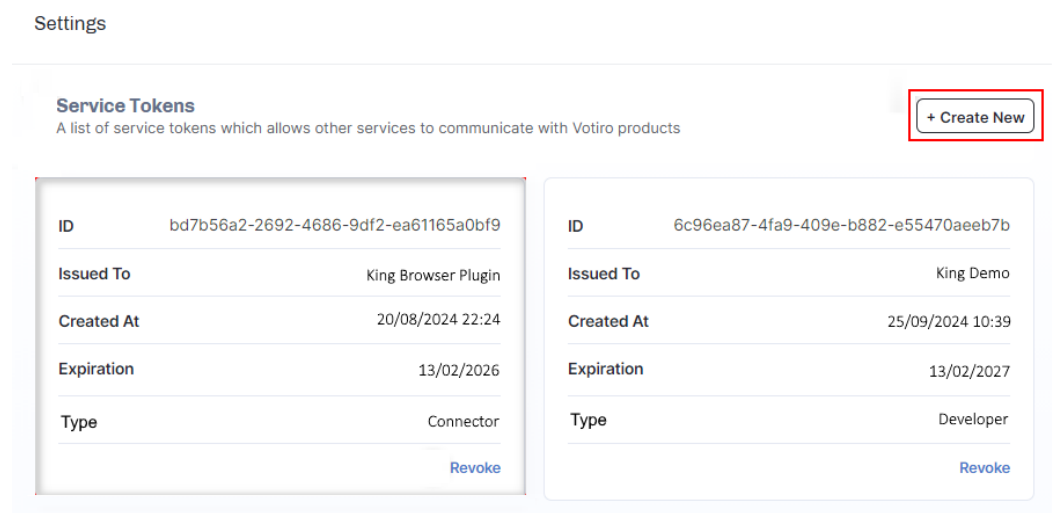 Settings
Service Tokens
A list of service tokens which allows other services to communicate with Votiro products
+ Create New
ID bd7b56a2-2692-4686-9df2-ea61165a0bf9
Issued To King Browser Plugin
Created At 20/08/2024 22:24
Expiration 13/02/2026
Type Connector
Revoke
ID 6c96ea87-4fa9-409e-b882-e55470aeeb7b
Issued To King Demo
Created At 25/09/2024 10:39
Expiration 13/02/2027
Type Developer
Revoke